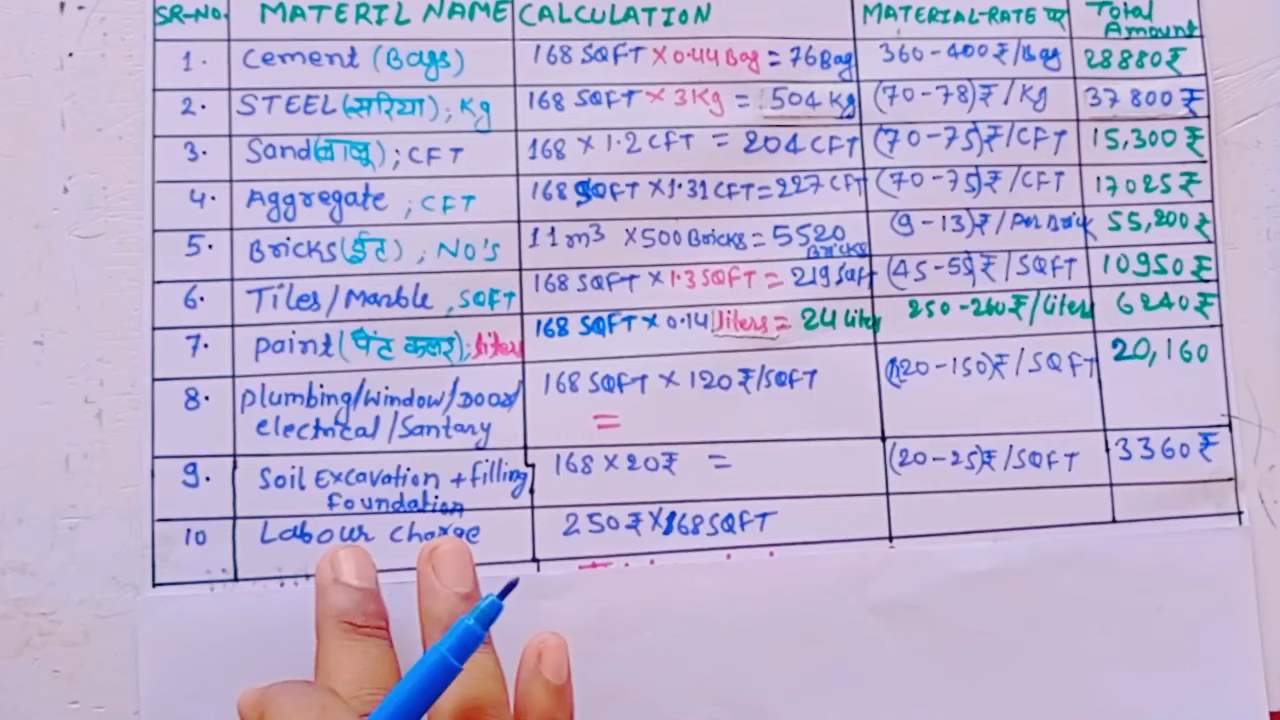 SR-NO. MATERIL NAME CALCULATION MATERIAL-RATE पर Total Amount
1. Cement (Bags) 168 SQFT × 0.44 Bag = 76 Bag 360-400₹/Bag 28880₹
2. STEEL (सरिया); Kg 168 SQFT × 3Kg = 504 Kg (70-78)₹/Kg 37800₹
3. Sand (बालू); CFT 168 × 1.2 CFT = 204 CFT (70-75)₹/CFT 15,300₹
4. Aggregate ; CFT 168 SQFT × 1.31 CFT = 227 CFT (70-75)₹/CFT 17025₹
5. Bricks (ईंट), NO'S 11 m³ × 500 Bricks = 5520 Bricks (9-13)₹/Per Brick 55,200₹
6. Tiles/Marble, SQFT 168 SQFT × 1.3 SQFT = 219 Sqft (45-55)₹/SQFT 10950₹
7. paint (पेंट कलर); liters 168 SQFT × 0.14 liters = 24 Liter 250-260₹/liter 6240₹
8. plumbing/window/Door/ 168 SQFT × 120₹/SQFT (120-150)₹/SQFT 20,160
electrical/Santary =
9. Soil Excavation + filling 168 × 20₹ = (20-25)₹/SQFT 3360₹
foundation
10 Labour charge 250₹ × 168 SQFT